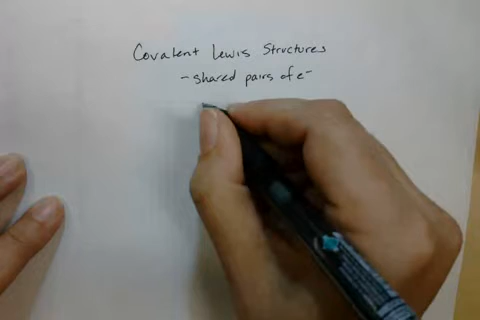 Covalent Lewis Structures
- shared pairs of e⁻